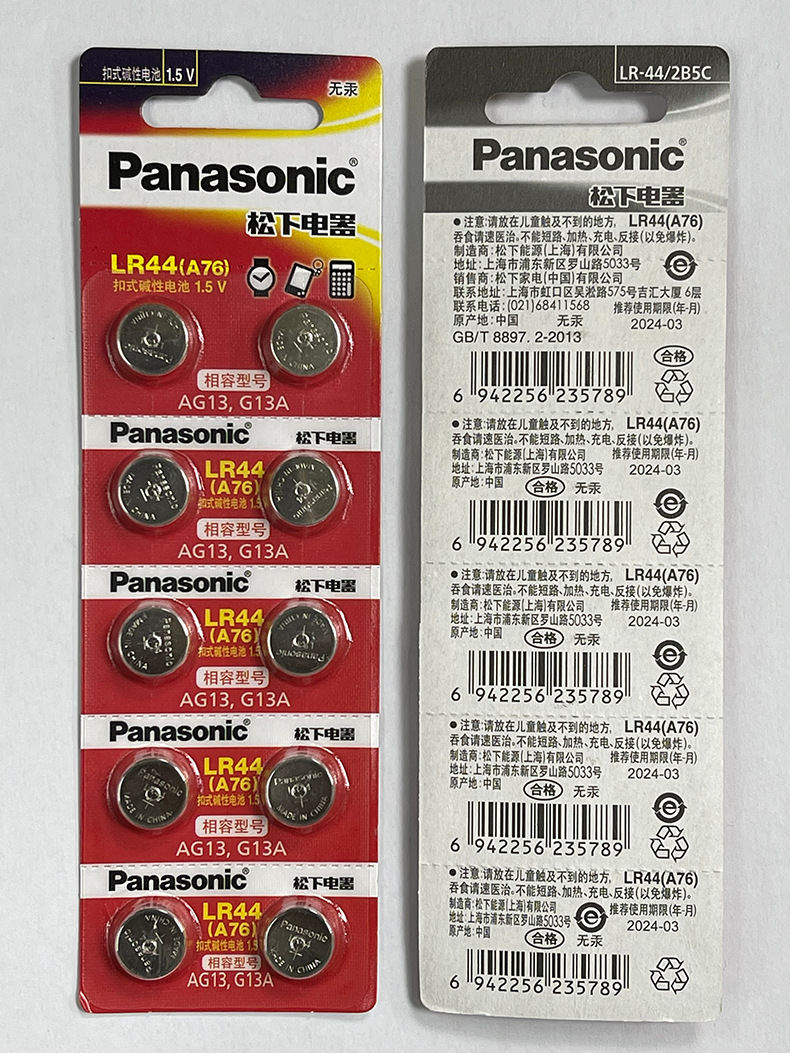 扣式碱性电池 1.5 V
无汞
Panasonic®
松下电器
LR44(A76)
扣式碱性电池 1.5 V
相容型号
AG13, G13A
Panasonic
松下电器
LR44
(A76)
扣式碱性电池 1.5
PANASONIC
CHINA
相容型号
AG13, G13A
Panasonic
松下电器
LR44
(A76)
扣式碱性电池 1.5
PANASONIC
Panasonic
相容型号
AG13, G13A
Panasonic
松下电器
LR44
(A76)
扣式碱性电池 1.5
Panasonic
MADE IN CHINA
Panasonic
MADE IN CHINA
相容型号
AG13, G13A
Panasonic
松下电器
LR44
(A76)
扣式碱性电池 1.5
Panasonic
MADE IN CHINA
相容型号
AG13, G13A
LR-44/2B5C
Panasonic®
松下电器
●注意:请放在儿童触及不到的地方, LR44(A76)
吞食请速医治。不能短路、加热、充电、反接(以免爆炸)。
制造商: 松下能源(上海)有限公司
地址: 上海市浦东新区罗山路5033号
销售商: 松下家电(中国)有限公司
联系地址: 上海市虹口区吴淞路575号吉汇大厦 6层
联系电话: (021)68411568 推荐使用期限(年-月)
原产地: 中国 无汞 2024-03
GB/T 8897. 2-2013
合格
6 942256 235789
●注意:请放在儿童触及不到的地方, LR44(A76)
吞食请速医治。不能短路、加热、充电、反接(以免爆炸)。
制造商: 松下能源(上海)有限公司 推荐使用期限(年-月)
地址: 上海市浦东新区罗山路5033号 2024-03
原产地: 中国 合格 无汞
6 942256 235789
●注意:请放在儿童触及不到的地方, LR44(A76)
吞食请速医治。不能短路、加热、充电、反接(以免爆炸)。
制造商: 松下能源(上海)有限公司 推荐使用期限(年-月)
地址: 上海市浦东新区罗山路5033号 2024-03
原产地: 中国 合格 无汞
6 942256 235789
●注意:请放在儿童触及不到的地方, LR44(A76)
吞食请速医治。不能短路、加热、充电、反接(以免爆炸)。
制造商: 松下能源(上海)有限公司 推荐使用期限(年-月)
地址: 上海市浦东新区罗山路5033号 2024-03
原产地: 中国 合格 无汞
6 942256 235789
●注意:请放在儿童触及不到的地方, LR44(A76)
吞食请速医治。不能短路、加热、充电、反接(以免爆炸)。
制造商: 松下能源(上海)有限公司 推荐使用期限(年-月)
地址: 上海市浦东新区罗山路5033号 2024-03
原产地: 中国 合格 无汞
6 942256 235789